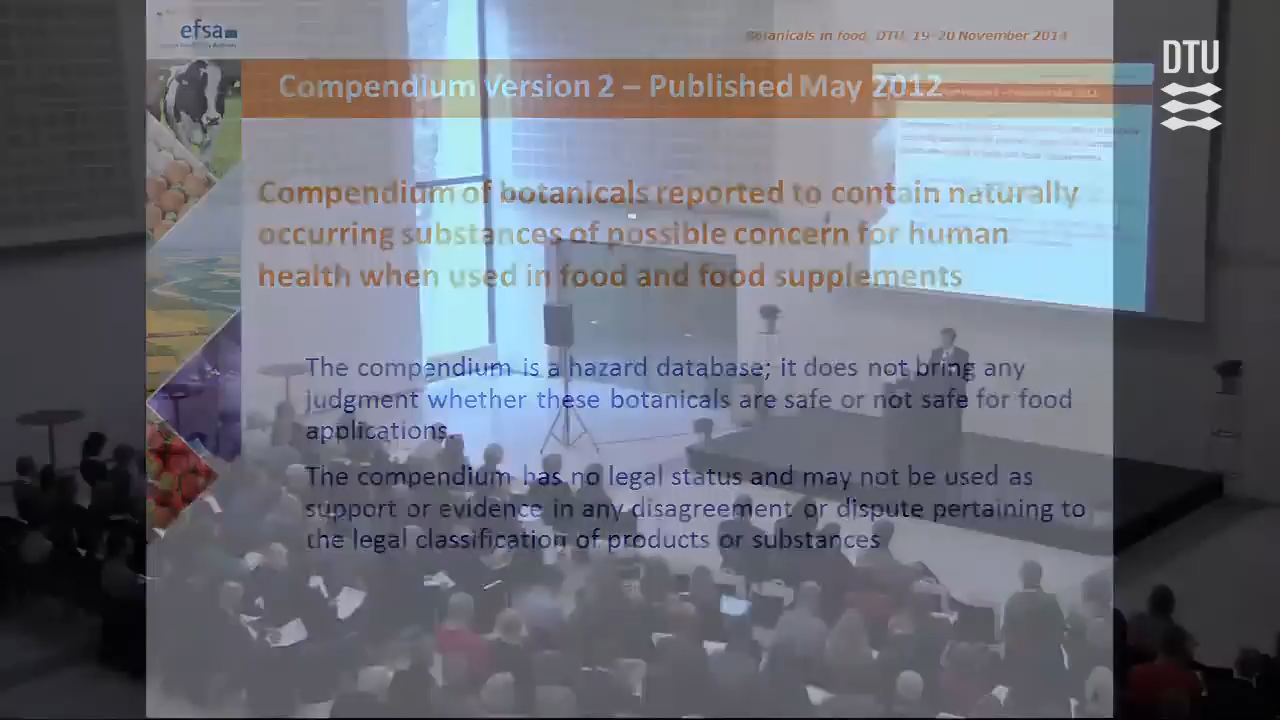 efsa
Botanicals in food, DTU, 19-20 November 2013
DTU
Compendium Version 2 – Published May 2012
Compendium of botanicals reported to contain naturally
occurring substances of possible concern for human
health when used in food and food supplements
The compendium is a hazard database; it does not bring any
judgment whether these botanicals are safe or not safe for food
applications.
The compendium has no legal status and may not be used as
support or evidence in any disagreement or dispute pertaining to
the legal classification of products or substances